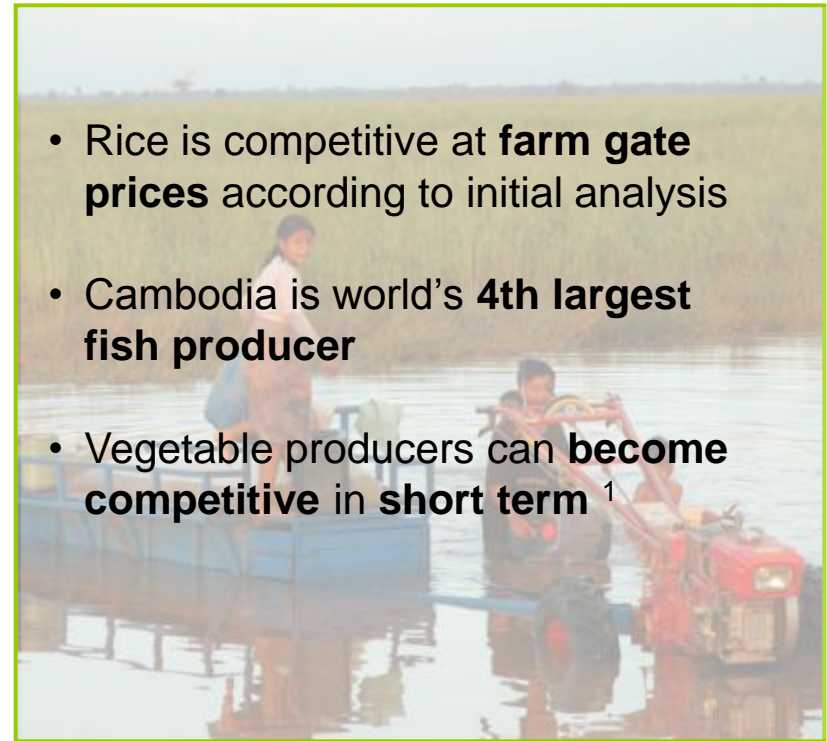 • Rice is competitive at farm gate
prices according to initial analysis
• Cambodia is world's 4th largest
fish producer
• Vegetable producers can become
competitive in short term 1